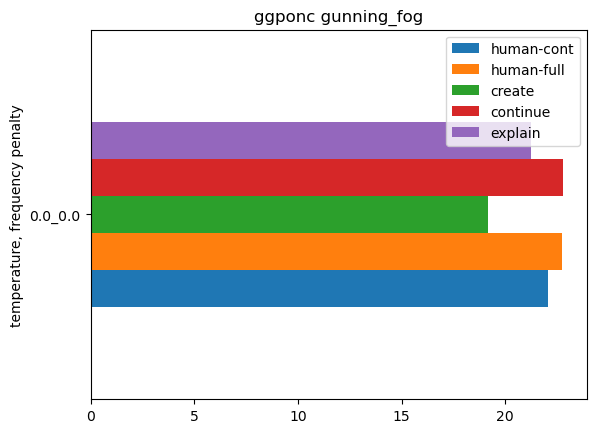 ggponc gunning_fog
human-cont
human-full
create
continue
explain
temperature, frequency penalty
0.0_0.0
0 5 10 15 20